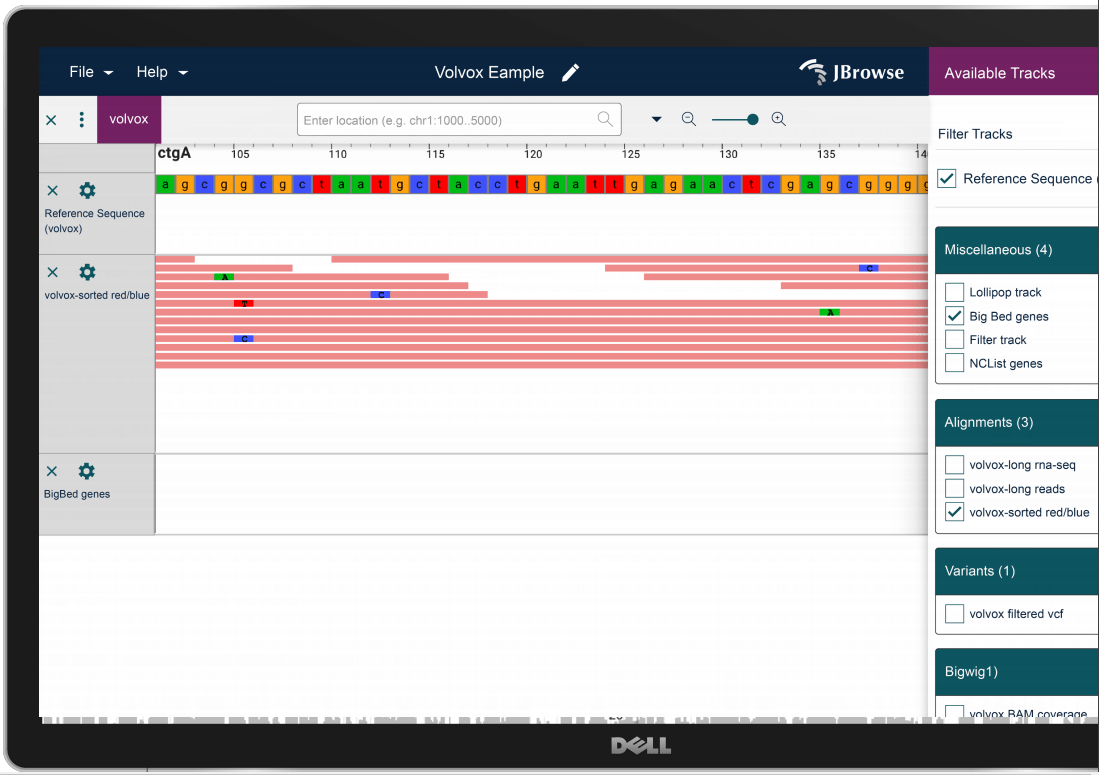 File Help Volvox Eample JBrowse Available Tracks
volvox Enter location (e.g. chr1:1000..5000)
Filter Tracks
ctgA 105 110 115 120 125 130 135 14
Reference Sequence (
a g c g g c g c t a a t g c t a c c t g a a t t g a g a a c t c g a g c g g g g
Reference Sequence
(volvox)
Miscellaneous (4)
C
A
volvox-sorted red/blue
C
T
A
C
Lollipop track
Big Bed genes
Filter track
NCList genes
Alignments (3)
volvox-long rna-seq
volvox-long reads
volvox-sorted red/blue
BigBed genes
Variants (1)
volvox filtered vcf
Bigwig1)
volvox BAM coverage
DELL